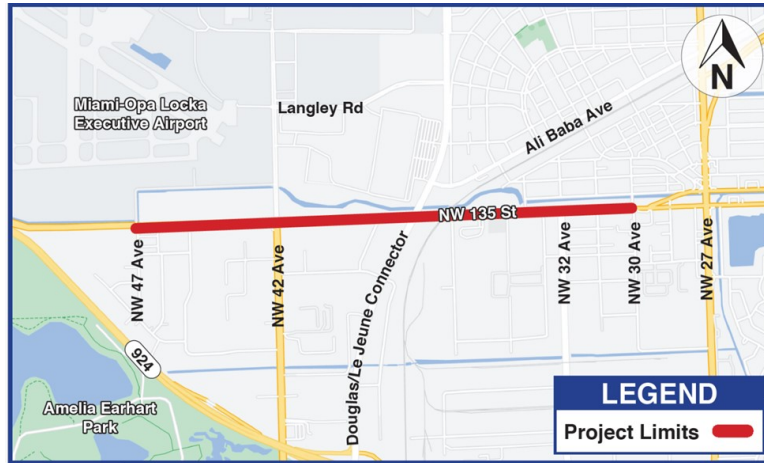 N
Miami-Opa Locka
Executive Airport
Langley Rd
Ali Baba Ave
NW 135 St
NW 47 Ave
NW 42 Ave
Douglas/Le Jeune Connector
NW 32 Ave
NW 30 Ave
NW 27 Ave
924
Amelia Earhart
Park
LEGEND
Project Limits